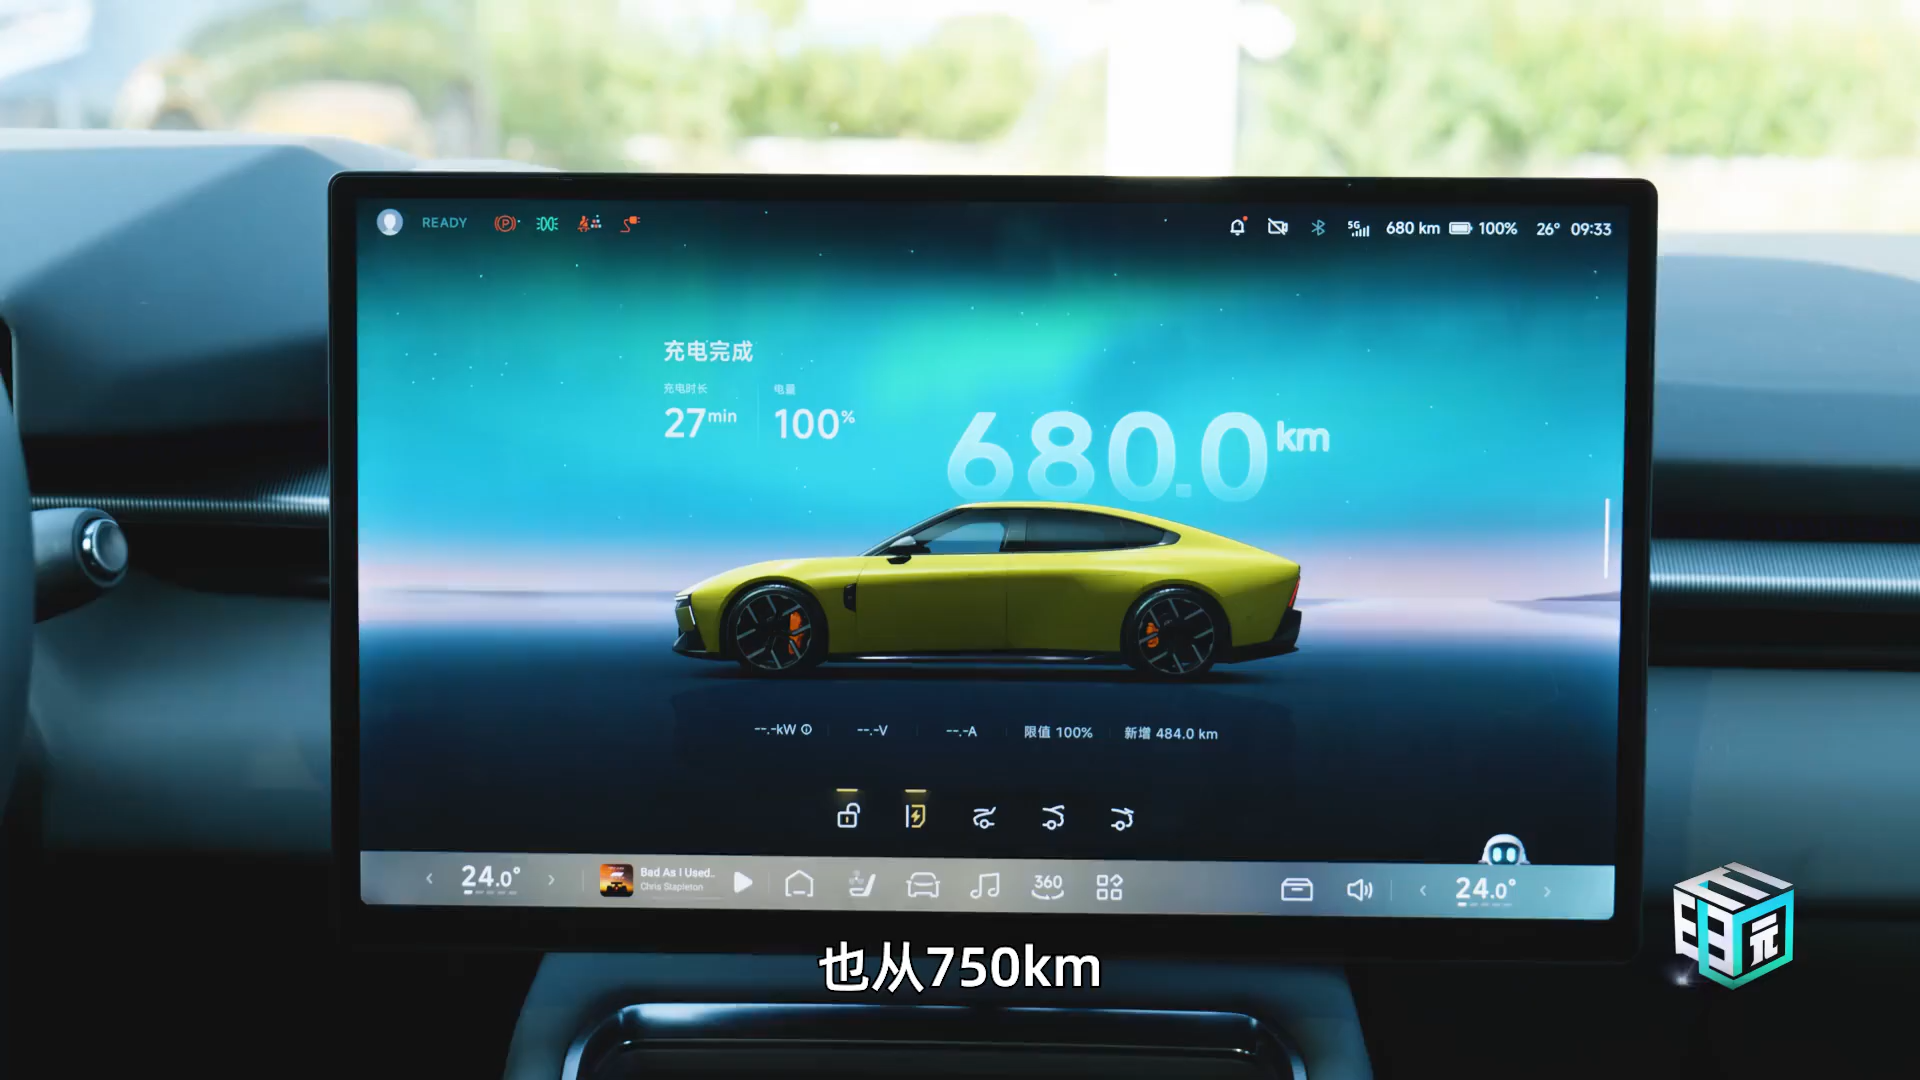 READY
5G 680 km 100% 26° 09:33
充电完成
充电时长 电量
27min 100%
680.0km
--.-kW --.-V --.-A 限值 100% 新增 484.0 km
24.0° Bad As I Used.. 360 24.0°
Chris Stapleton
也从750km
元